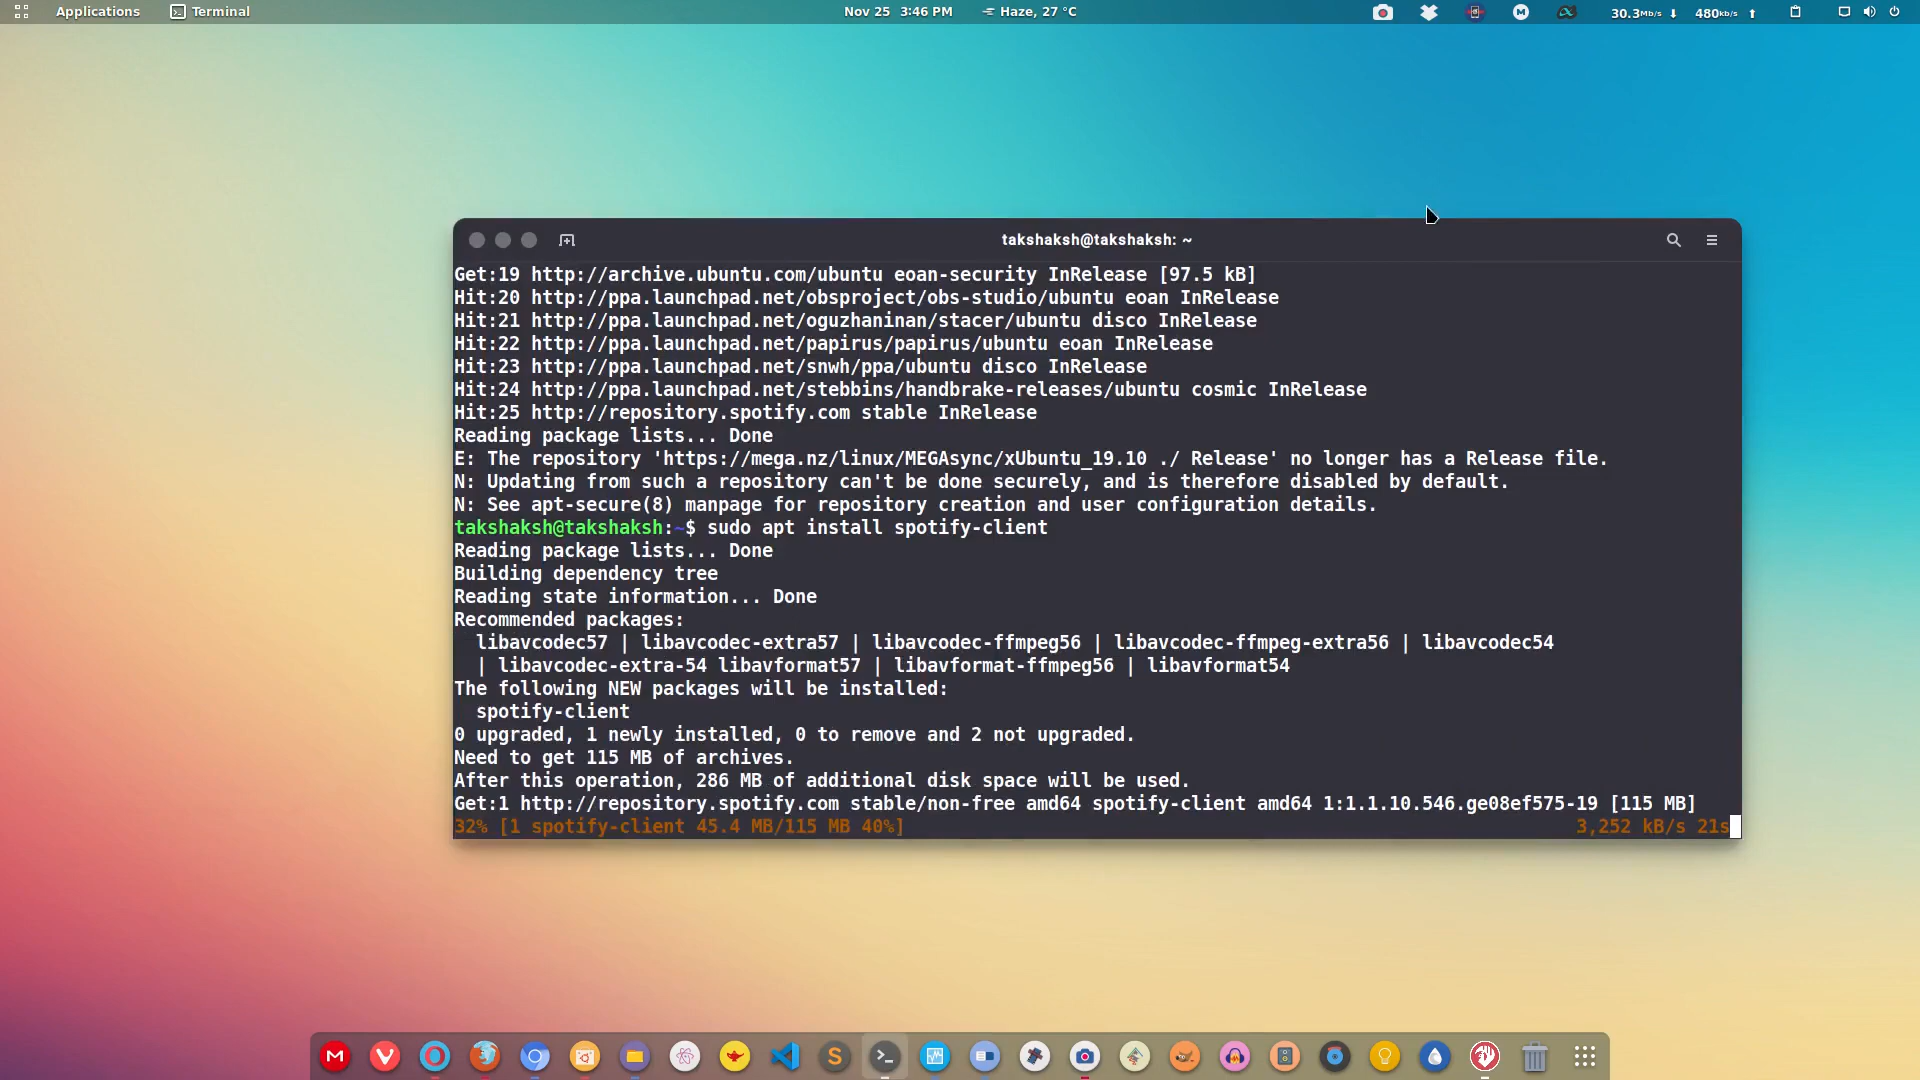 Applications
Terminal
Nov 25 3:46 PM
Haze, 27 °C
30.3Mb/s
480kb/s
takshaksh@takshaksh: ~
Get:19 http://archive.ubuntu.com/ubuntu eoan-security InRelease [97.5 kB]
Hit:20 http://ppa.launchpad.net/obsproject/obs-studio/ubuntu eoan InRelease
Hit:21 http://ppa.launchpad.net/oguzhaninan/stacer/ubuntu disco InRelease
Hit:22 http://ppa.launchpad.net/papirus/papirus/ubuntu eoan InRelease
Hit:23 http://ppa.launchpad.net/snwh/ppa/ubuntu disco InRelease
Hit:24 http://ppa.launchpad.net/stebbins/handbrake-releases/ubuntu cosmic InRelease
Hit:25 http://repository.spotify.com stable InRelease
Reading package lists... Done
E: The repository 'https://mega.nz/linux/MEGAsync/xUbuntu_19.10 ./ Release' no longer has a Release file.
N: Updating from such a repository can't be done securely, and is therefore disabled by default.
N: See apt-secure(8) manpage for repository creation and user configuration details.
takshaksh@takshaksh:~$ sudo apt install spotify-client
Reading package lists... Done
Building dependency tree
Reading state information... Done
Recommended packages:
libavcodec57 | libavcodec-extra57 | libavcodec-ffmpeg56 | libavcodec-ffmpeg-extra56 | libavcodec54
| libavcodec-extra-54 libavformat57 | libavformat-ffmpeg56 | libavformat54
The following NEW packages will be installed:
spotify-client
0 upgraded, 1 newly installed, 0 to remove and 2 not upgraded.
Need to get 115 MB of archives.
After this operation, 286 MB of additional disk space will be used.
Get:1 http://repository.spotify.com stable/non-free amd64 spotify-client amd64 1:1.1.10.546.ge08ef575-19 [115 MB]
32% [1 spotify-client 45.4 MB/115 MB 40%] 3,252 kB/s 21s